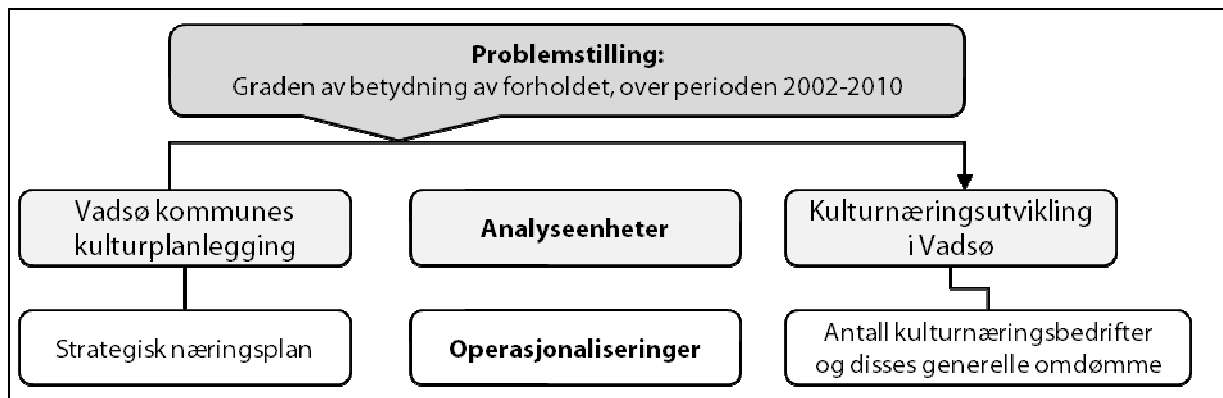 Problemstilling:
Graden av betydning av forholdet, over perioden 2002-2010
Vadsø kommunes
kulturplanlegging
Analyseenheter
Kulturnæringsutvikling
i Vadsø
Strategisk næringsplan
Operasjonaliseringer
Antall kulturnæringsbedrifter
og disses generelle omdømme